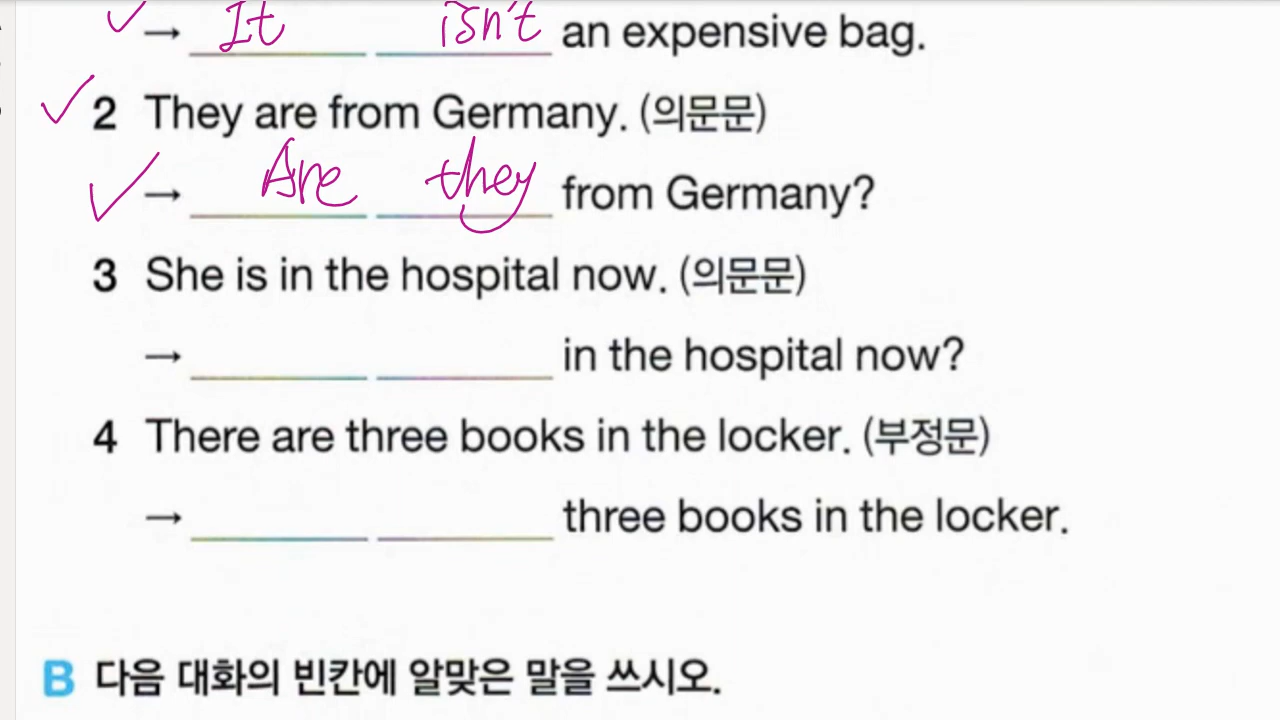 → It isn't an expensive bag.
2 They are from Germany. (의문문)
→ Are they from Germany?
3 She is in the hospital now. (의문문)
→ in the hospital now?
4 There are three books in the locker. (부정문)
→ three books in the locker.
B 다음 대화의 빈칸에 알맞은 말을 쓰시오.